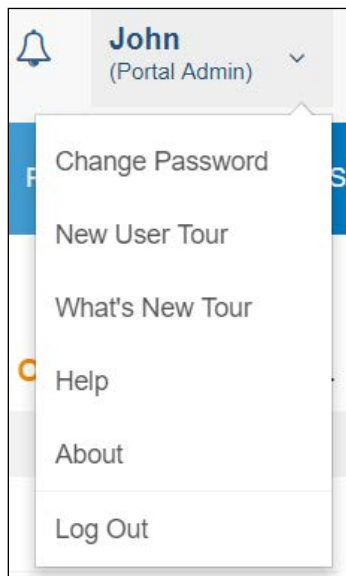 John
(Portal Admin)
Change Password
New User Tour
What's New Tour
Help
About
Log Out